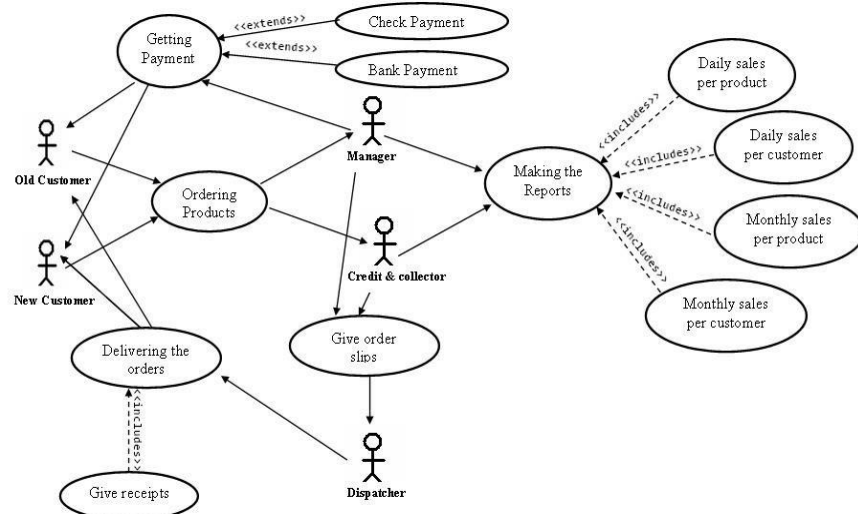 Getting
Payment
<<extends>>
Check Payment
<<extends>>
Bank Payment
Daily sales
per product
<<includes>>
Old Customer
Manager
<<includes>>
Daily sales
per customer
Ordering
Products
Making the
Reports
<<includes>>
Monthly sales
per product
New Customer
Credit & collector
<<includes>>
Monthly sales
per customer
Delivering the
orders
Give order
slips
<<includes>>
Give receipts
Dispatcher